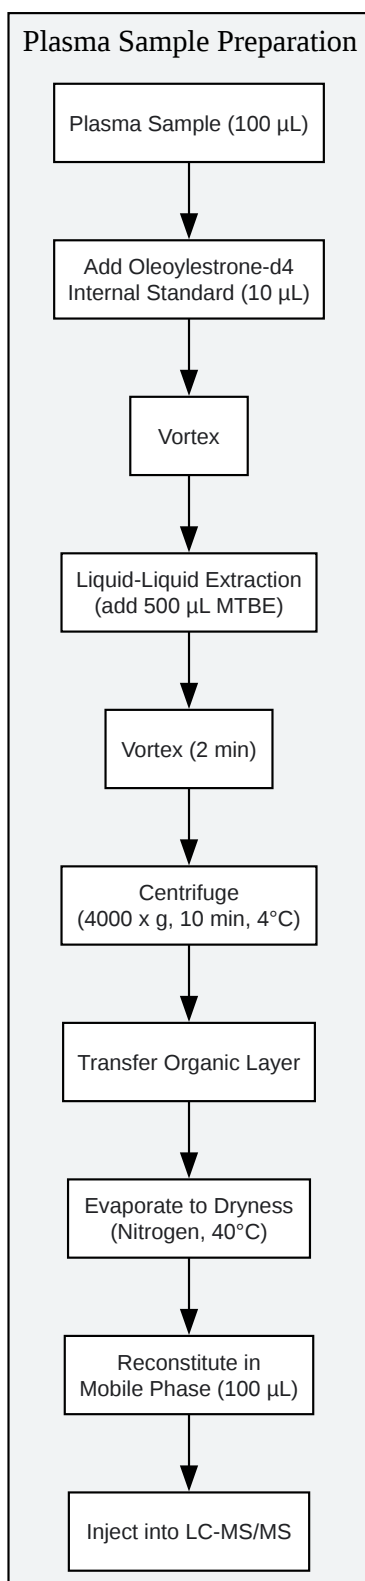 Plasma Sample Preparation
Plasma Sample (100 µL)
Add Oleoylestrone-d4
Internal Standard (10 µL)
Vortex
Liquid-Liquid Extraction
(add 500 µL MTBE)
Vortex (2 min)
Centrifuge
(4000 x g, 10 min, 4°C)
Transfer Organic Layer
Evaporate to Dryness
(Nitrogen, 40°C)
Reconstitute in
Mobile Phase (100 µL)
Inject into LC-MS/MS